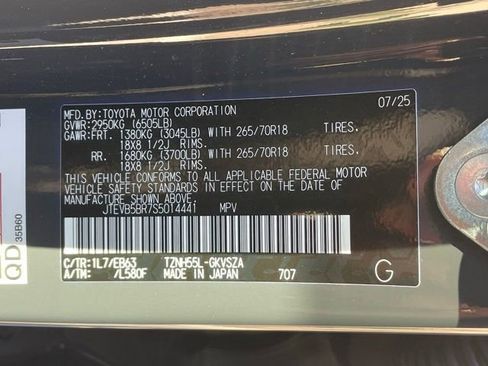 MFD. BY: TOYOTA MOTOR CORPORATION 07/25
GVWR: 2950KG (6505LB)
GAWR: FRT. 1380KG (3045LB) WITH 265/70R18 TIRES.
18X8 1/2J RIMS.
RR. 1680KG (3700LB) WITH 265/70R18 TIRES.
18X8 1/2J RIMS.
THIS VEHICLE CONFORMS TO ALL APPLICABLE FEDERAL MOTOR
VEHICLE SAFETY STANDARDS IN EFFECT ON THE DATE OF
MANUFACTURE SHOWN ABOVE.
JTEVB5BR7S5014441 MPV
C/TR: 1L7/EB63 TZNH55L-GKVSZA
A/TM: /L580F MADE IN JAPAN 707 G
QD
35B60